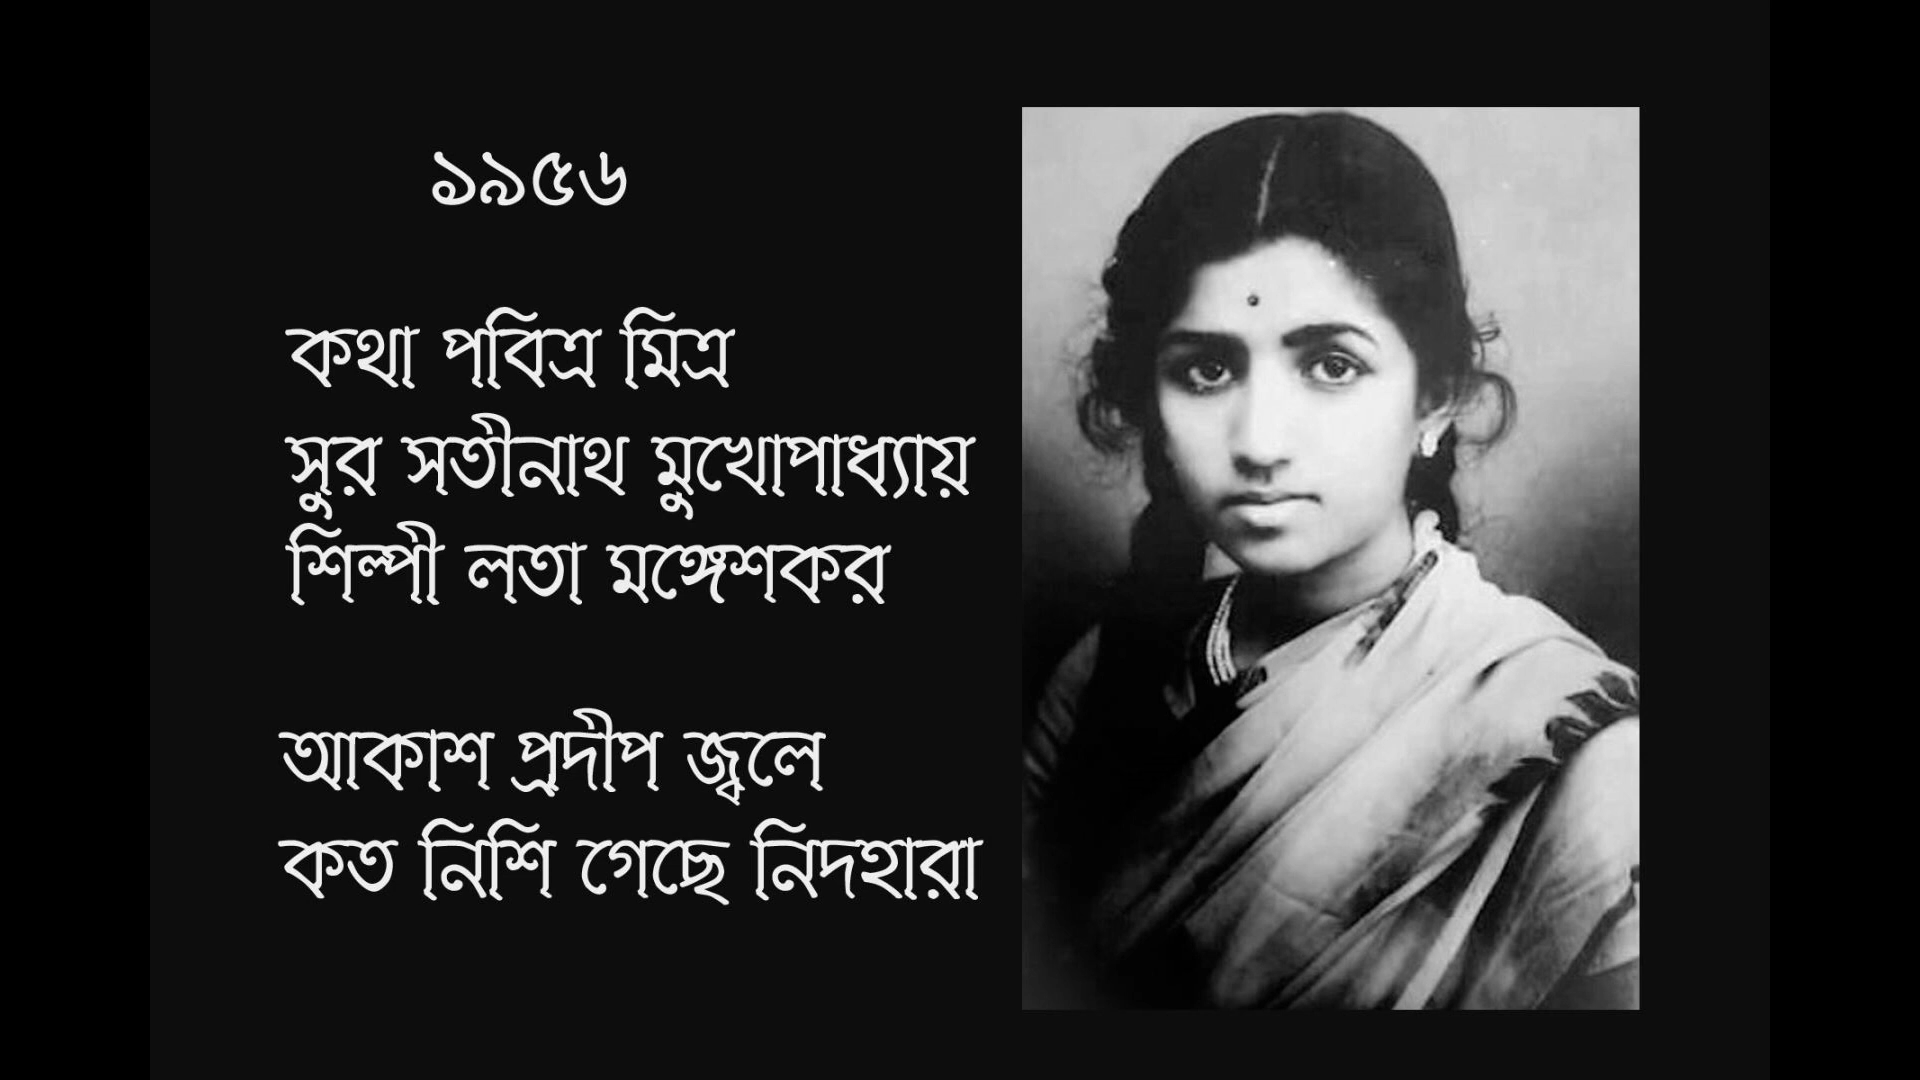 ১৯৫৬
কথা পবিত্র মিত্র
সুর সতীনাথ মুখোপাধ্যায়
শিল্পী লতা মঙ্গেশকর
আকাশ প্রদীপ জ্বলে
কত নিশি গেছে নিদহারা